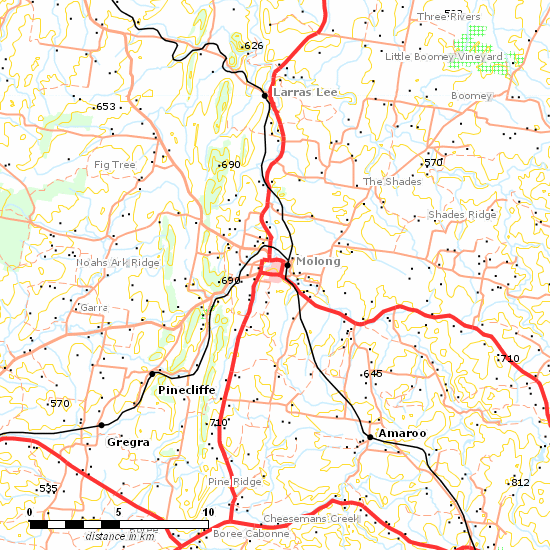 Three Rivers
.626
Little Boomey Vineyard
Larras Lee
Boomey
.653
Fig Tree
.690
.570
The Shades
Shades Ridge
Noahs Ark Ridge
Molong
.690
Garra
.710
.645
Pinecliffe
.570
.710
Amaroo
Gregra
Pine Ridge
.535
.812
Cheesemans Creek
0 5 10
distance in km
Boree Cabonne